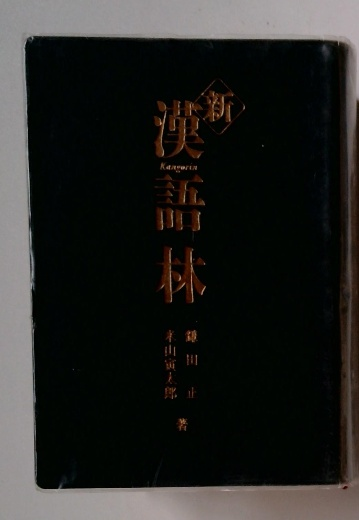 新
漢語林
Kangorin
鎌田正
米山寅太郎
著